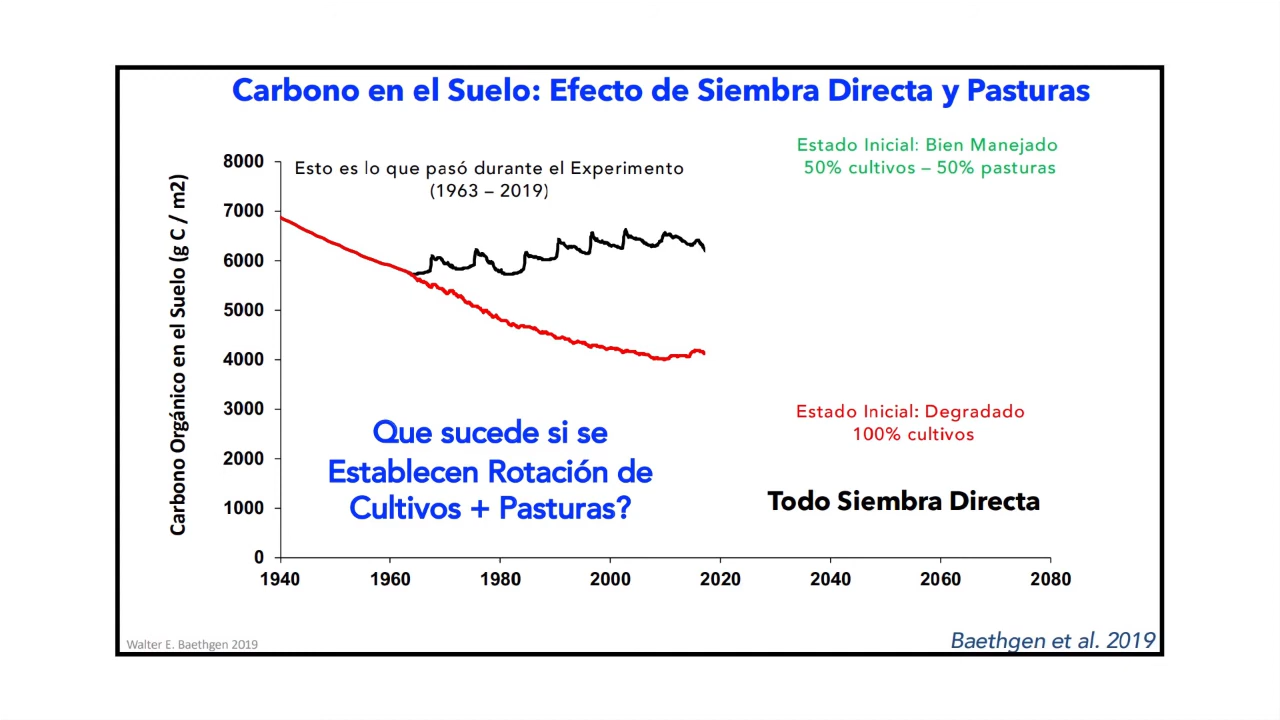 Carbono en el Suelo: Efecto de Siembra Directa y Pasturas
Estado Inicial: Bien Manejado
50% cultivos – 50% pasturas
Esto es lo que pasó durante el Experimento
(1963 – 2019)
Carbono Orgánico en el Suelo (g C / m2)
8000
7000
6000
5000
4000
3000
2000
1000
0
Estado Inicial: Degradado
100% cultivos
Que sucede si se
Establecen Rotación de
Cultivos + Pasturas?
Todo Siembra Directa
1940 1960 1980 2000 2020 2040 2060 2080
Walter E. Baethgen 2019
Baethgen et al. 2019